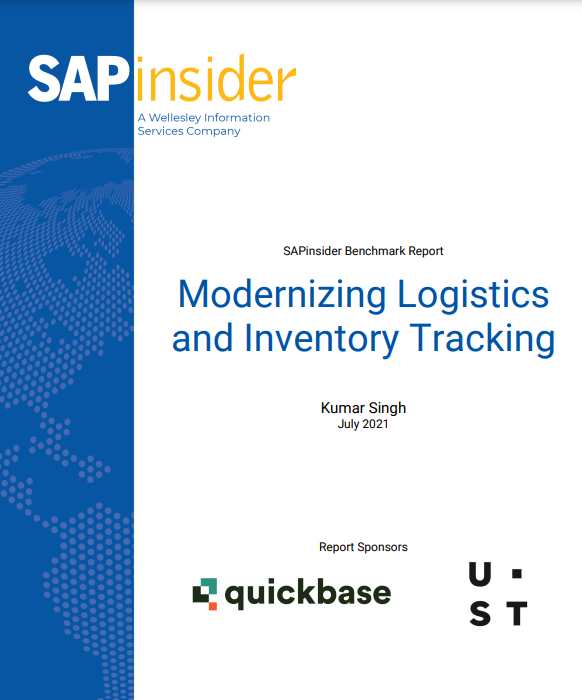 SAPinsider
A Wellesley Information
Services Company
SAPinsider Benchmark Report
Modernizing Logistics
and Inventory Tracking
Kumar Singh
July 2021
Report Sponsors
quickbase
U ·
S T